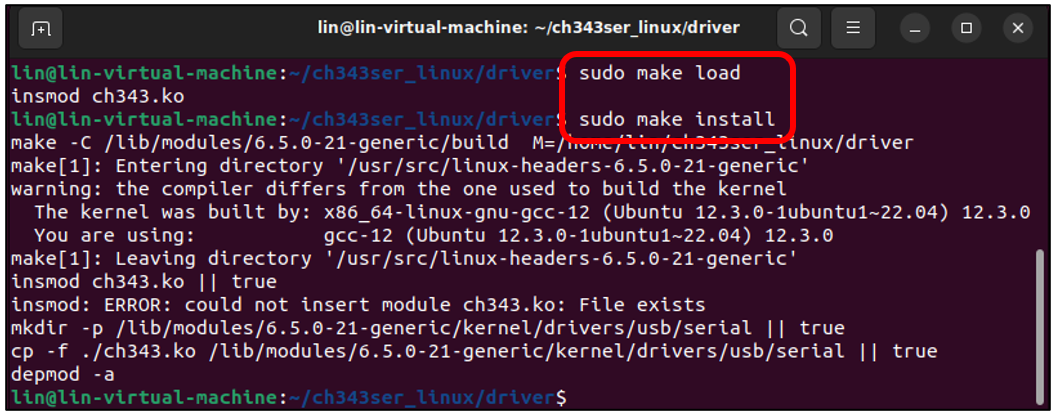 lin@lin-virtual-machine: ~/ch343ser_linux/driver
lin@lin-virtual-machine:~/ch343ser_linux/driver$ sudo make load
insmod ch343.ko
lin@lin-virtual-machine:~/ch343ser_linux/driver$ sudo make install
make -C /lib/modules/6.5.0-21-generic/build  M=/home/lin/ch343ser_linux/driver
make[1]: Entering directory '/usr/src/linux-headers-6.5.0-21-generic'
warning: the compiler differs from the one used to build the kernel
  The kernel was built by: x86_64-linux-gnu-gcc-12 (Ubuntu 12.3.0-1ubuntu1~22.04) 12.3.0
  You are using:           gcc-12 (Ubuntu 12.3.0-1ubuntu1~22.04) 12.3.0
make[1]: Leaving directory '/usr/src/linux-headers-6.5.0-21-generic'
insmod ch343.ko || true
insmod: ERROR: could not insert module ch343.ko: File exists
mkdir -p /lib/modules/6.5.0-21-generic/kernel/drivers/usb/serial || true
cp -f ./ch343.ko /lib/modules/6.5.0-21-generic/kernel/drivers/usb/serial || true
depmod -a
lin@lin-virtual-machine:~/ch343ser_linux/driver$